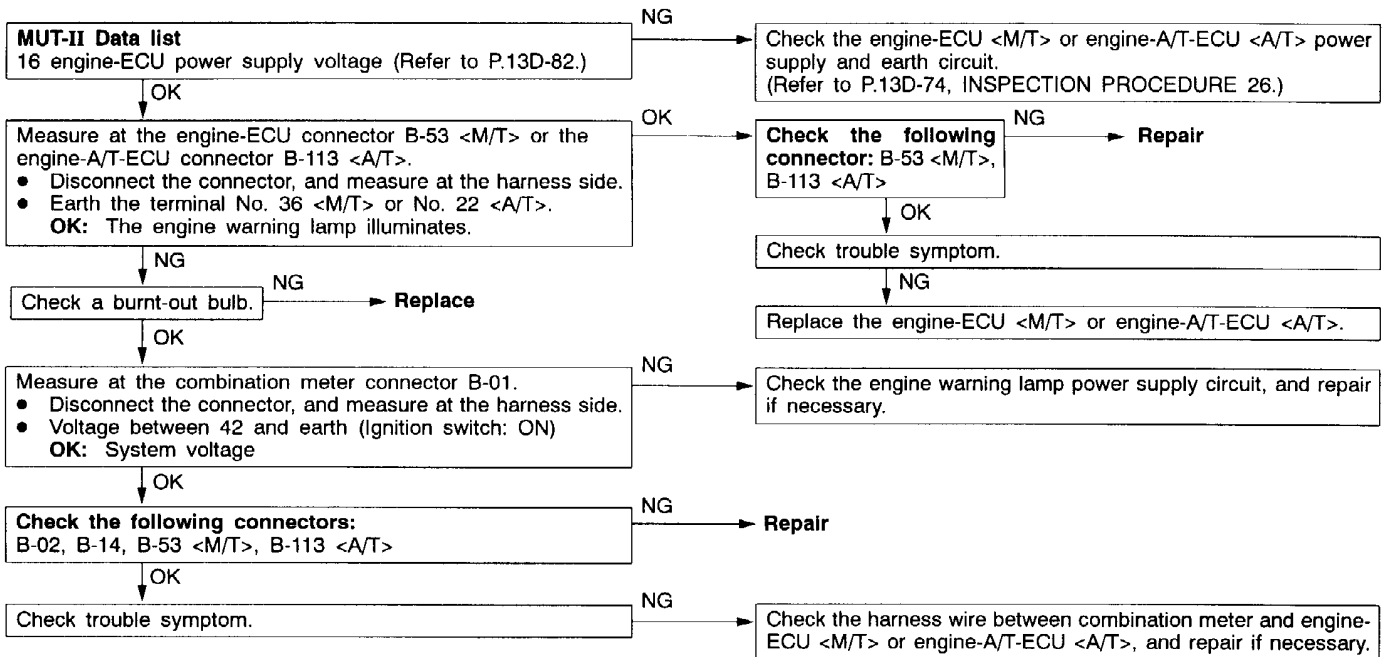 MUT-II Data list
16 engine-ECU power supply voltage (Refer to P.13D-82.)
NG
Check the engine-ECU <M/T> or engine-A/T-ECU <A/T> power
supply and earth circuit.
(Refer to P.13D-74, INSPECTION PROCEDURE 26.)
OK
Measure at the engine-ECU connector B-53 <M/T> or the
engine-A/T-ECU connector B-113 <A/T>.
• Disconnect the connector, and measure at the harness side.
• Earth the terminal No. 36 <M/T> or No. 22 <A/T>.
OK: The engine warning lamp illuminates.
OK
Check the following
connector: B-53 <M/T>,
B-113 <A/T>
NG
Repair
OK
Check trouble symptom.
NG
Replace the engine-ECU <M/T> or engine-A/T-ECU <A/T>.
NG
Check a burnt-out bulb.
NG
Replace
OK
Measure at the combination meter connector B-01.
• Disconnect the connector, and measure at the harness side.
• Voltage between 42 and earth (Ignition switch: ON)
OK: System voltage
NG
Check the engine warning lamp power supply circuit, and repair
if necessary.
OK
Check the following connectors:
B-02, B-14, B-53 <M/T>, B-113 <A/T>
NG
Repair
OK
Check trouble symptom.
NG
Check the harness wire between combination meter and engine-
ECU <M/T> or engine-A/T-ECU <A/T>, and repair if necessary.